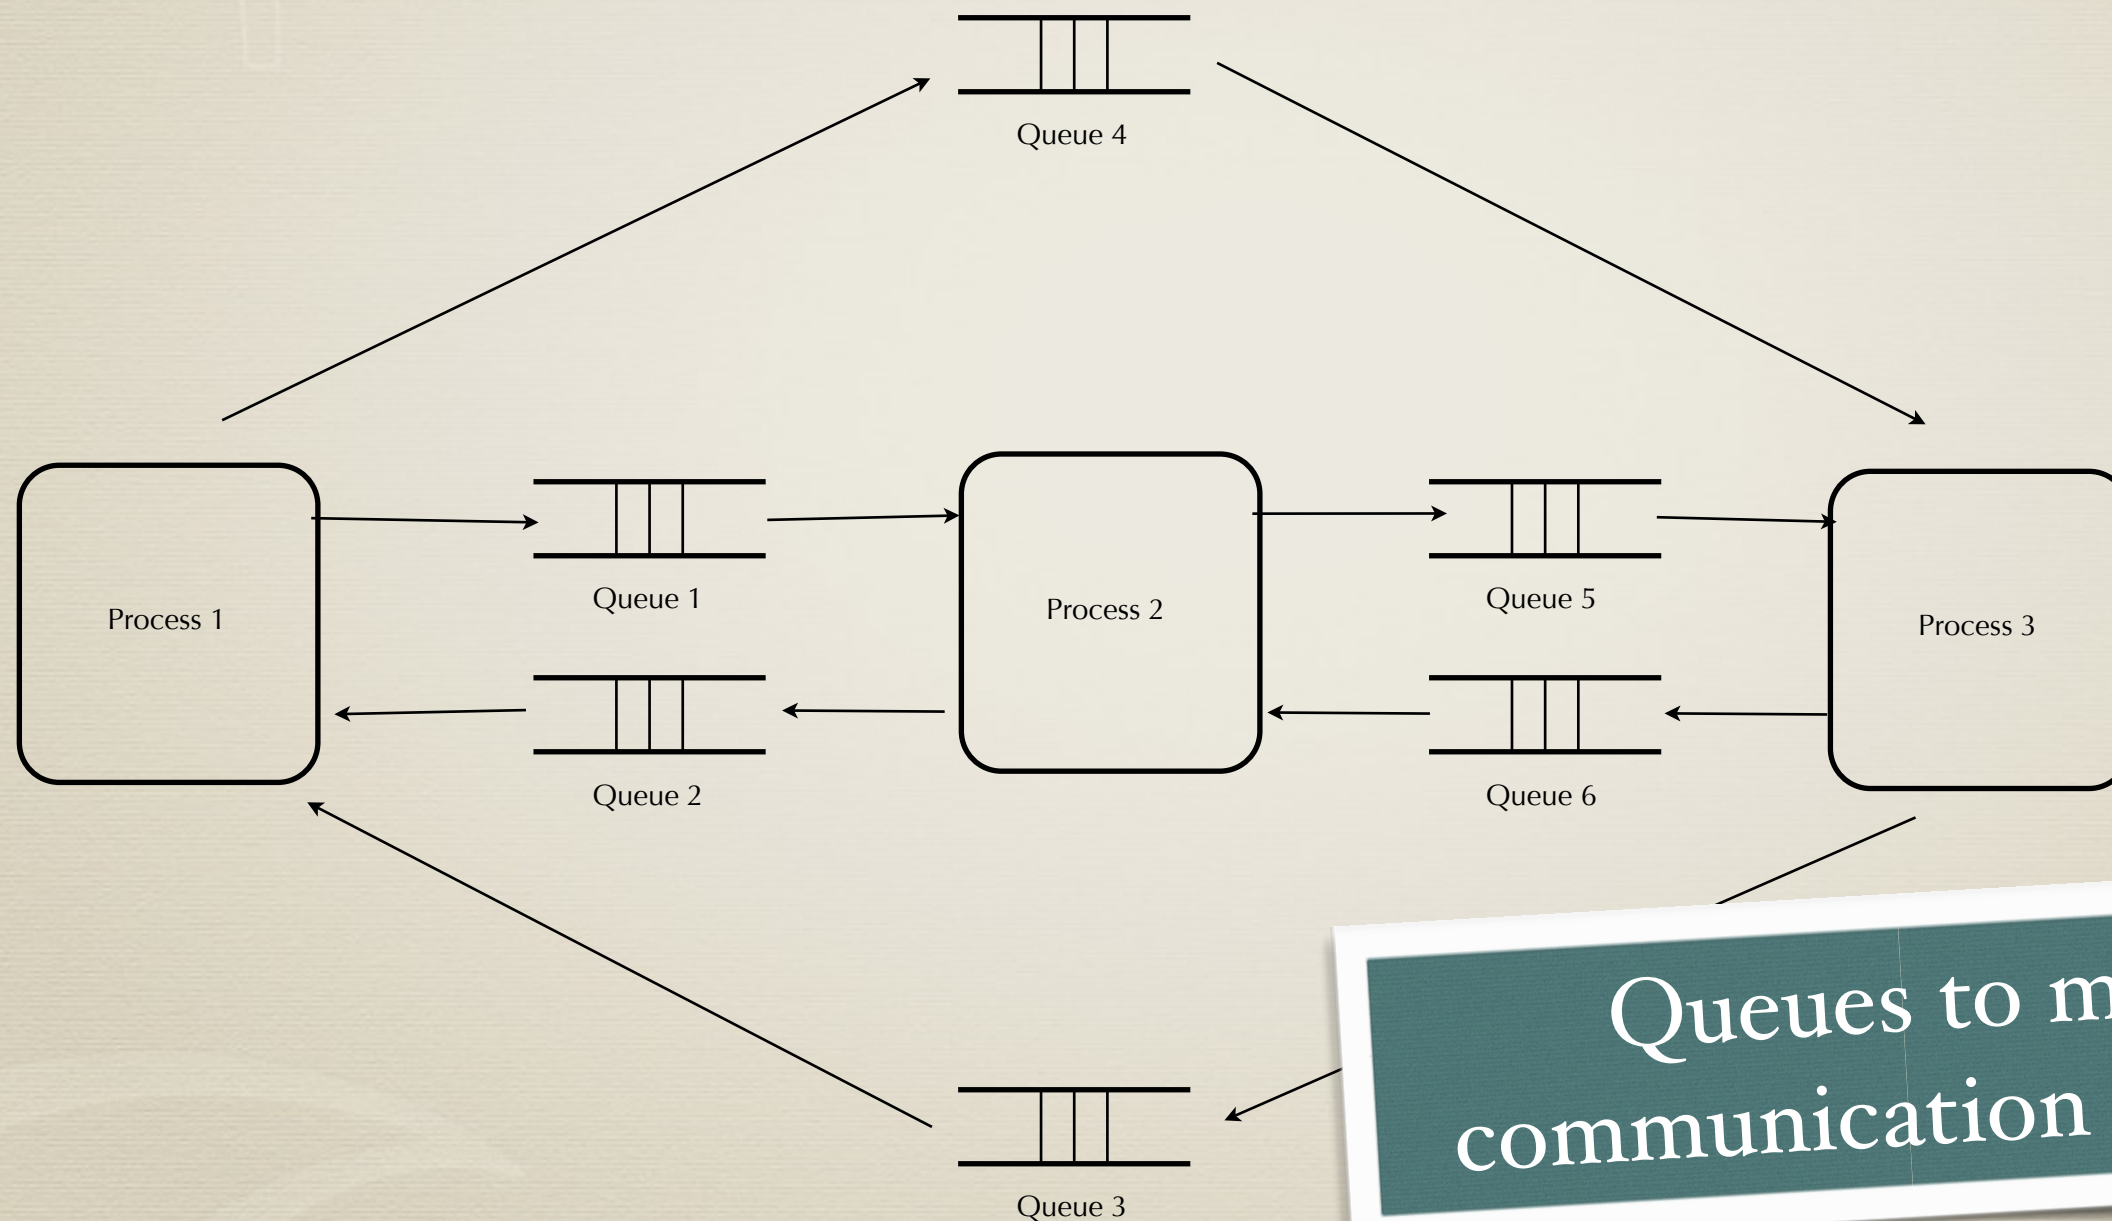 Queue 4
Process 1
Queue 1
Process 2
Queue 5
Process 3
Queue 2
Queue 6
Queues to
communication
Queue 3